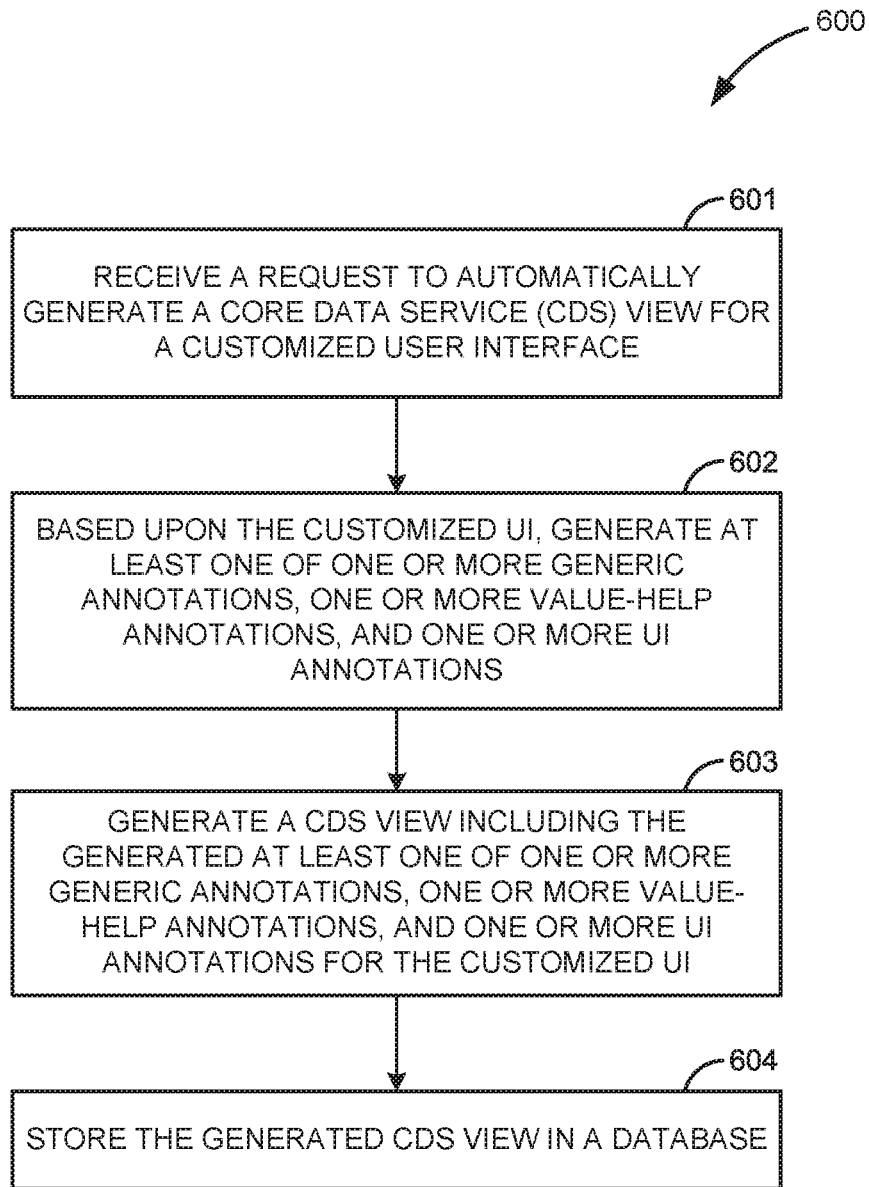 600
601
RECEIVE A REQUEST TO AUTOMATICALLY
GENERATE A CORE DATA SERVICE (CDS) VIEW FOR
A CUSTOMIZED USER INTERFACE
602
BASED UPON THE CUSTOMIZED UI, GENERATE AT
LEAST ONE OF ONE OR MORE GENERIC
ANNOTATIONS, ONE OR MORE VALUE-HELP
ANNOTATIONS, AND ONE OR MORE UI
ANNOTATIONS
603
GENERATE A CDS VIEW INCLUDING THE
GENERATED AT LEAST ONE OF ONE OR MORE
GENERIC ANNOTATIONS, ONE OR MORE VALUE-
HELP ANNOTATIONS, AND ONE OR MORE UI
ANNOTATIONS FOR THE CUSTOMIZED UI
604
STORE THE GENERATED CDS VIEW IN A DATABASE